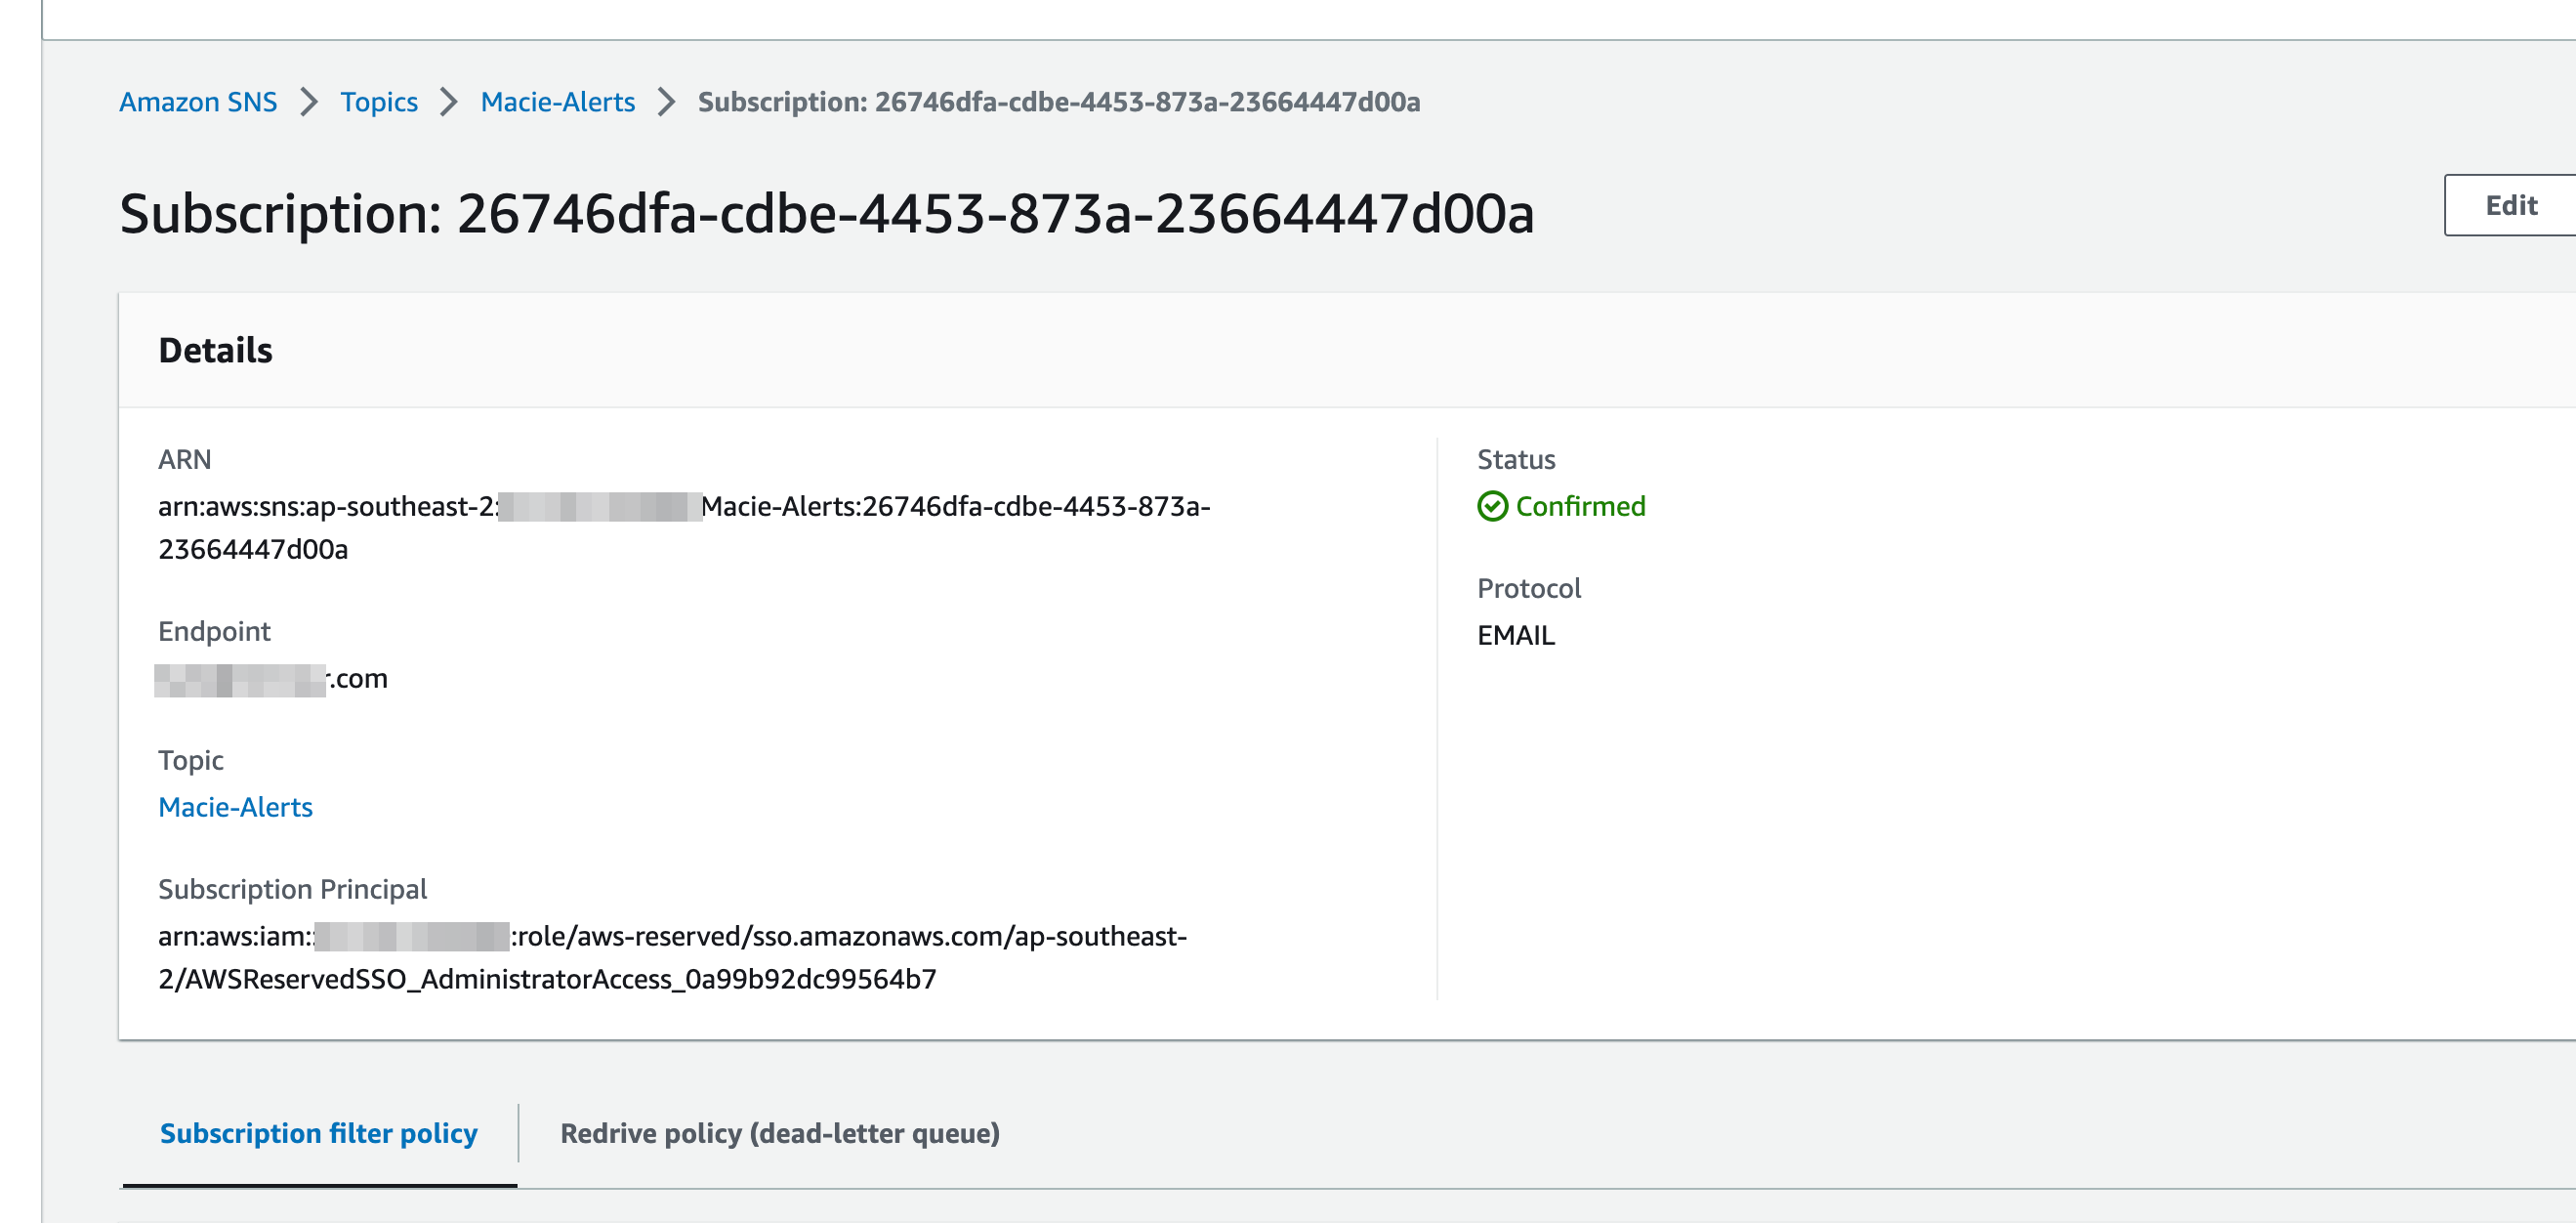 Amazon SNS > Topics > Macie-Alerts > Subscription: 26746dfa-cdbe-4453-873a-23664447d00a
Subscription: 26746dfa-cdbe-4453-873a-23664447d00a
Edit
Details
ARN
arn:aws:sns:ap-southeast-2: Macie-Alerts:26746dfa-cdbe-4453-873a-
23664447d00a
Endpoint
r.com
Topic
Macie-Alerts
Subscription Principal
arn:aws:iam:: :role/aws-reserved/sso.amazonaws.com/ap-southeast-
2/AWSReservedSSO_AdministratorAccess_0a99b92dc99564b7
Status
Confirmed
Protocol
EMAIL
Subscription filter policy
Redrive policy (dead-letter queue)